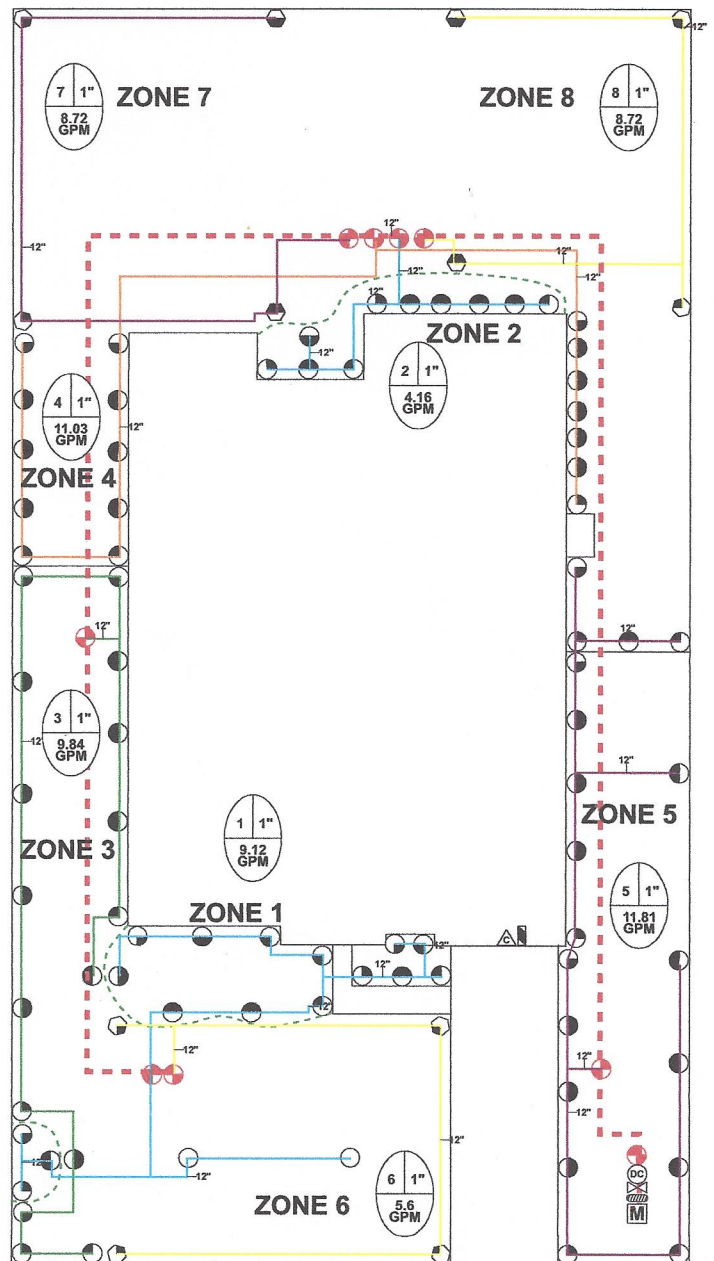 12"
7 1" ZONE 7 ZONE 8 8 1"
8.72 8.72
GPM GPM
12"
12" 12"
12"
12"
12"
ZONE 2
12"
2 1"
4.16
GPM
4 1"
11.03
GPM
12"
ZONE 4
12" 12"
3 1"
9.84
GPM
12"
12"
1 1"
9.12
GPM
ZONE 5
ZONE 3
5 1"
11.81
GPM
ZONE 1
C
12"
12"
12"
12" 12"
12"
12"
12"
12"
DC
6 1"
5.6
GPM
ZONE 6
M